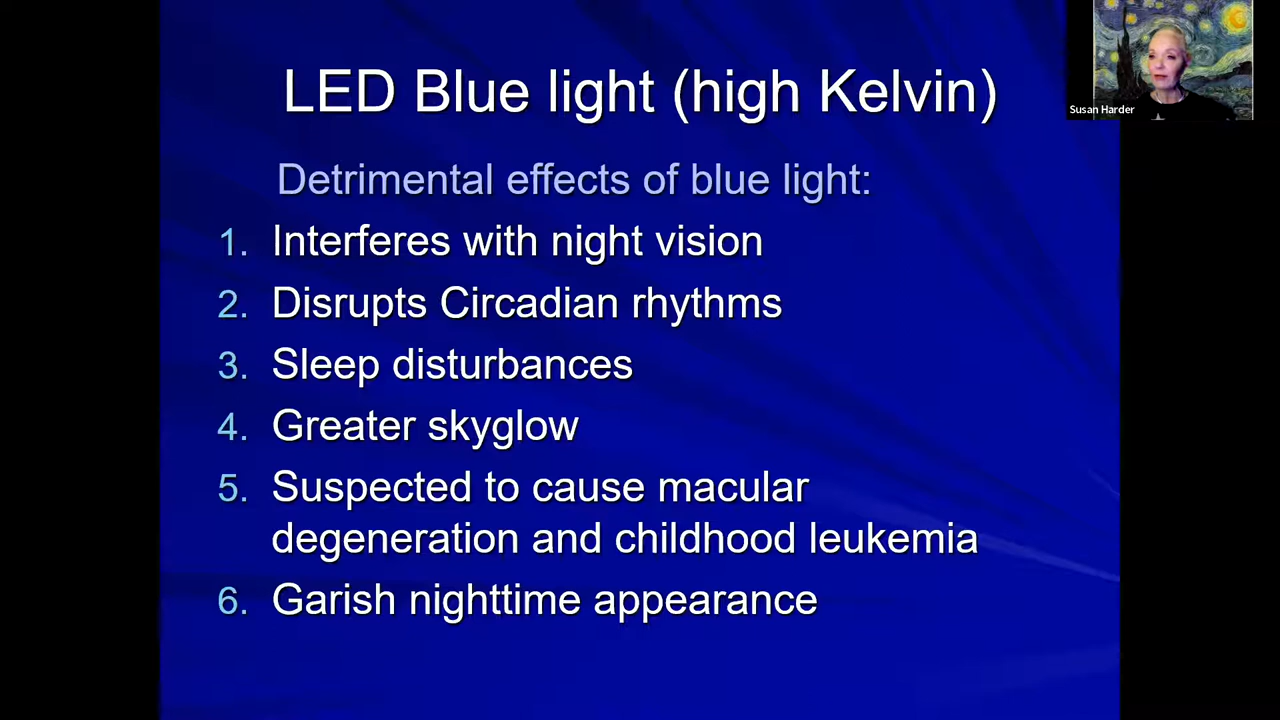 LED Blue light (high Kelvin)
Susan Harder
Detrimental effects of blue light:
1. Interferes with night vision
2. Disrupts Circadian rhythms
3. Sleep disturbances
4. Greater skyglow
5. Suspected to cause macular
degeneration and childhood leukemia
6. Garish nighttime appearance